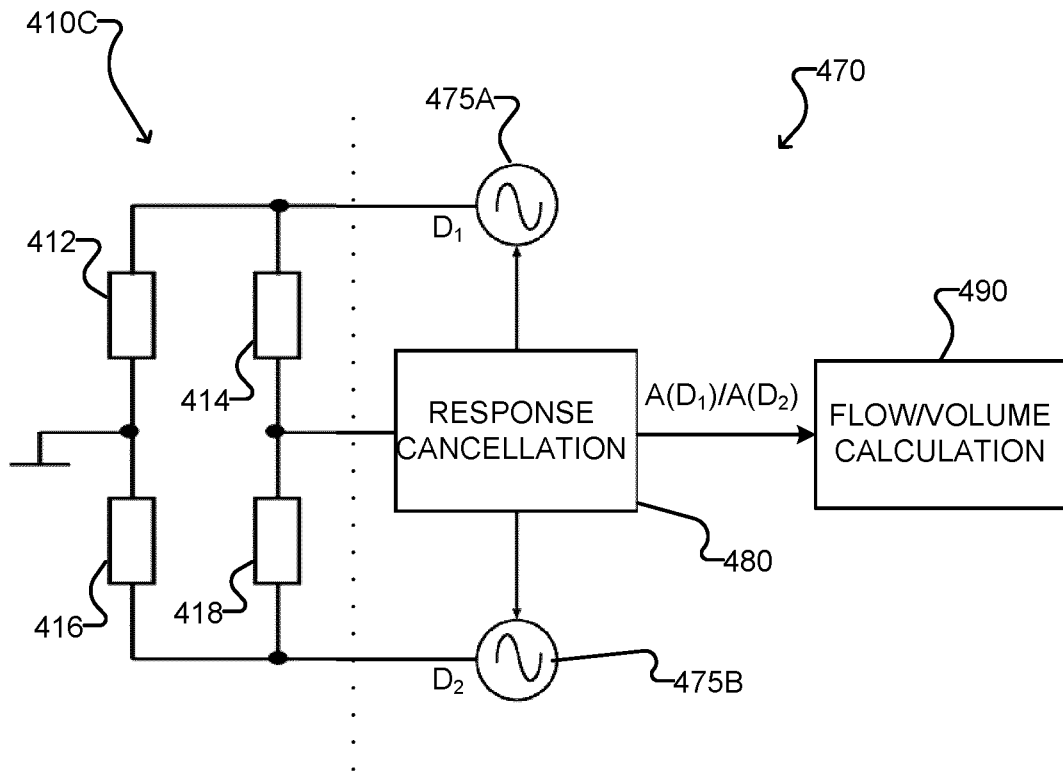 410C
470
475A
412
D₁
490
414
RESPONSE
CANCELLATION
A(D₁)/A(D₂)
FLOW/VOLUME
CALCULATION
480
416
418
D₂
475B